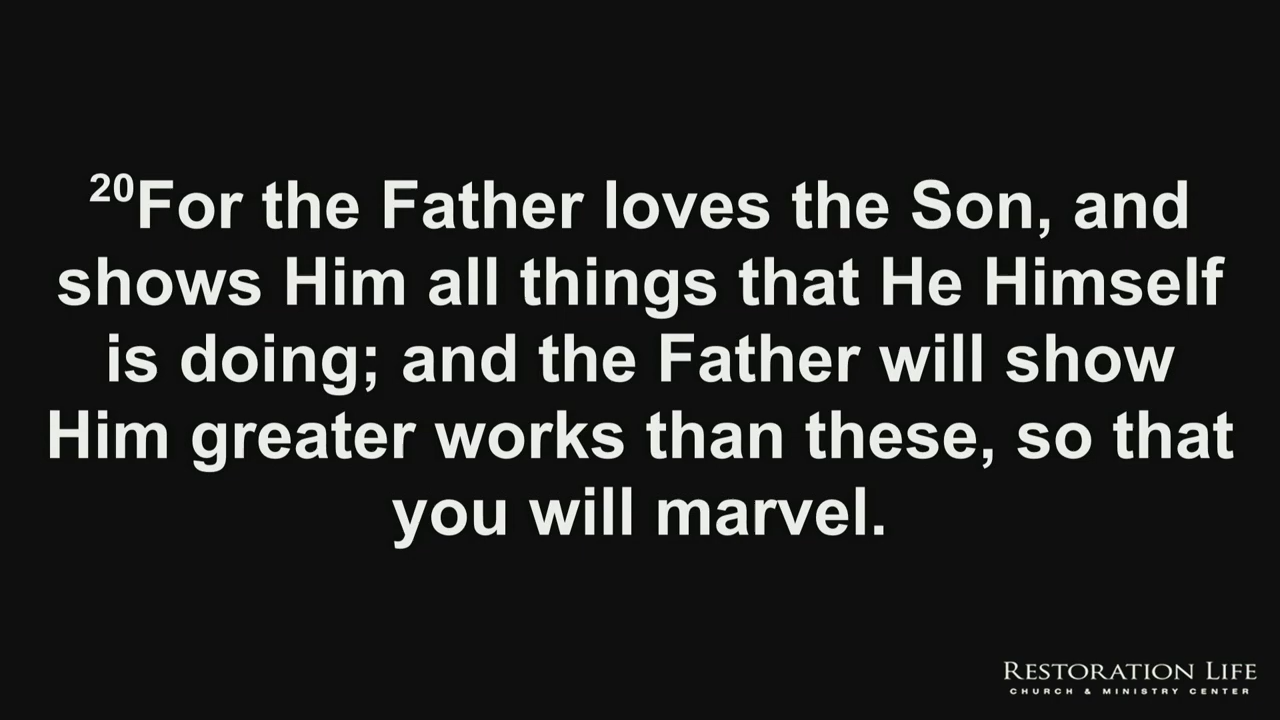 ²⁰For the Father loves the Son, and
shows Him all things that He Himself
is doing; and the Father will show
Him greater works than these, so that
you will marvel.
RESTORATION LIFE
CHURCH & MINISTRY CENTER